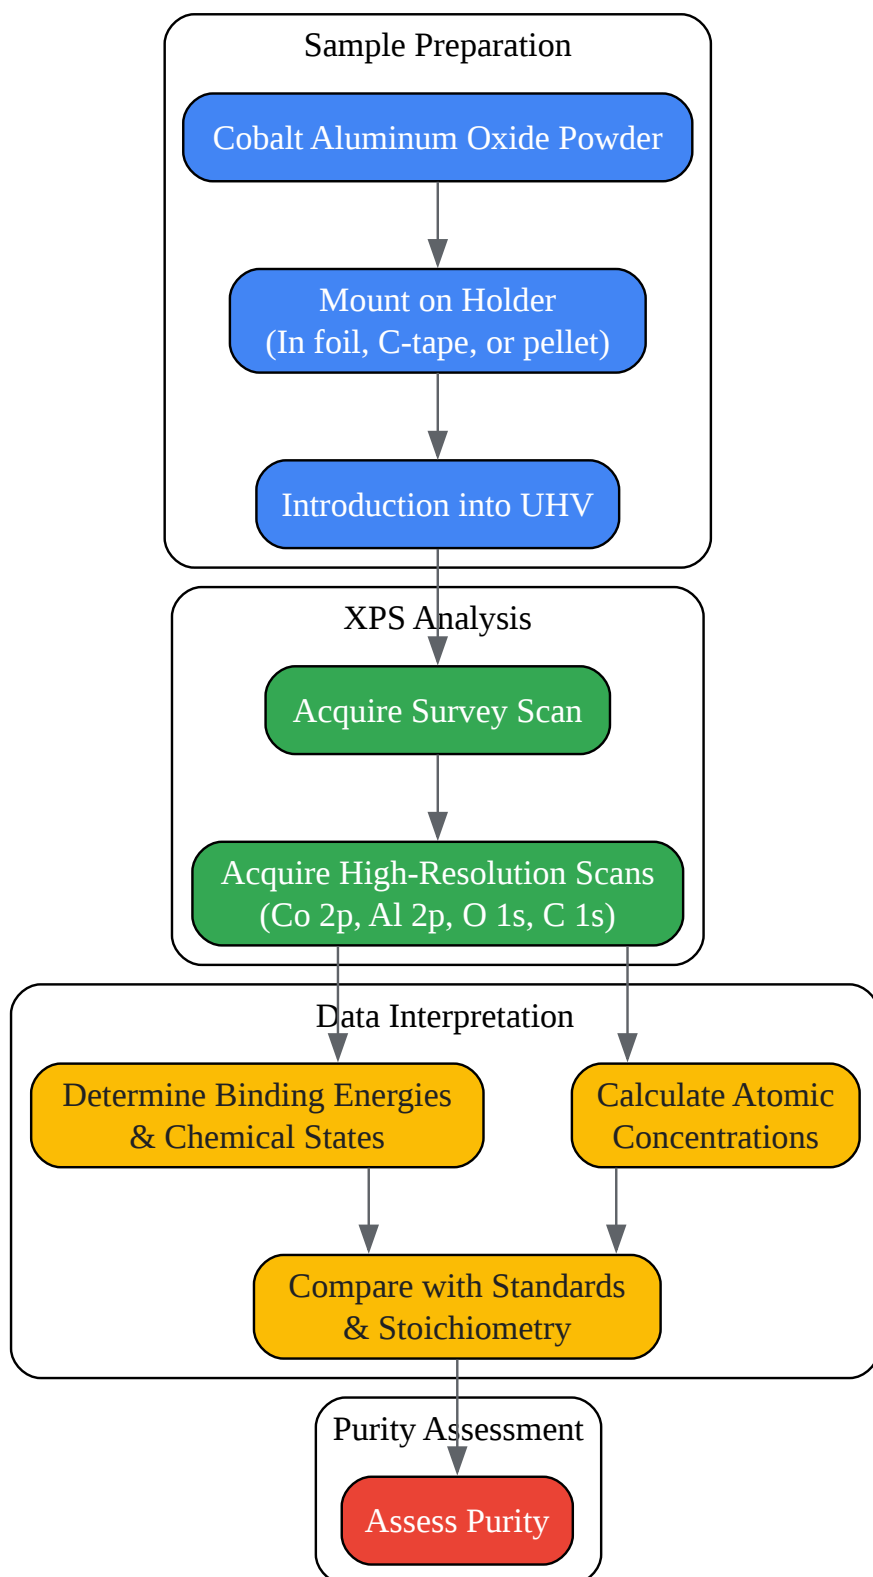 Sample Preparation
Cobalt Aluminum Oxide Powder
Mount on Holder
(In foil, C-tape, or pellet)
Introduction into UHV
XPS Analysis
Acquire Survey Scan
Acquire High-Resolution Scans
(Co 2p, Al 2p, O 1s, C 1s)
Data Interpretation
Determine Binding Energies
& Chemical States
Calculate Atomic
Concentrations
Compare with Standards
& Stoichiometry
Purity Assessment
Assess Purity